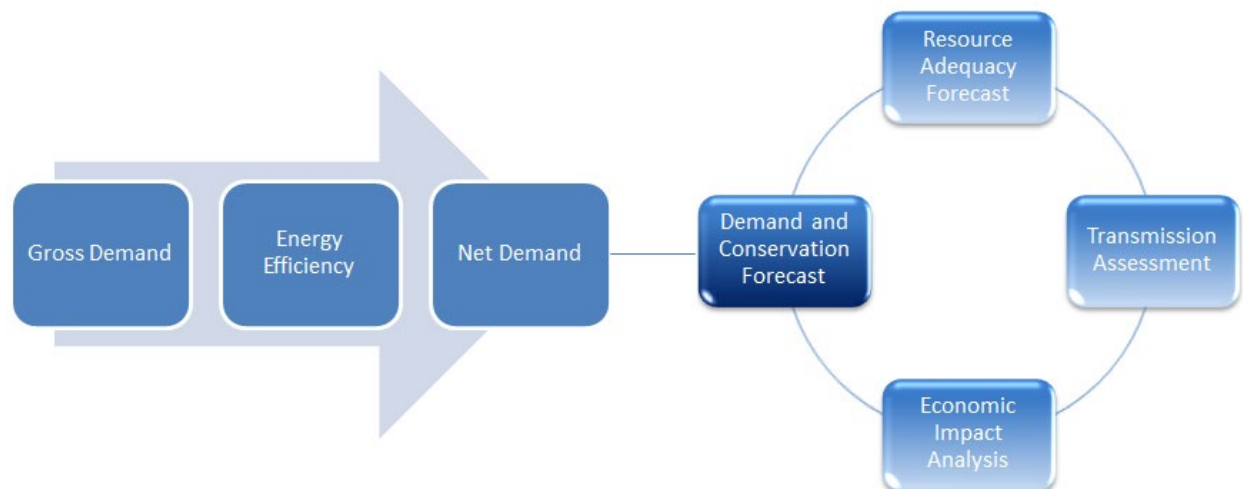 Gross Demand
Energy
Efficiency
Net Demand
Demand and
Conservation
Forecast
Resource
Adequacy
Forecast
Transmission
Assessment
Economic
Impact
Analysis